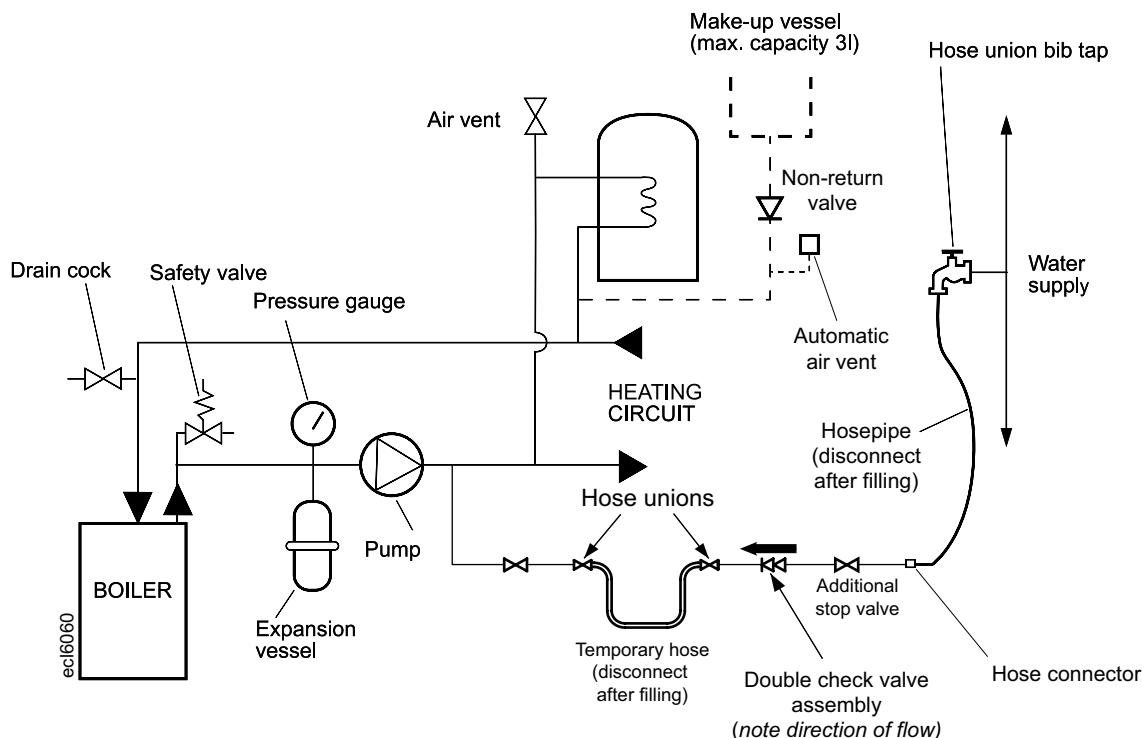 Make-up vessel
(max. capacity 3l)
Hose union bib tap
Air vent
Non-return
valve
Drain cock
Safety valve
Pressure gauge
Water
supply
Automatic
air vent
HEATING
CIRCUIT
Hosepipe
(disconnect
after filling)
Hose unions
Pump
BOILER
ecl6060
Expansion
vessel
Additional
stop valve
Temporary hose
(disconnect
after filling)
Double check valve
assembly
(note direction of flow)
Hose connector